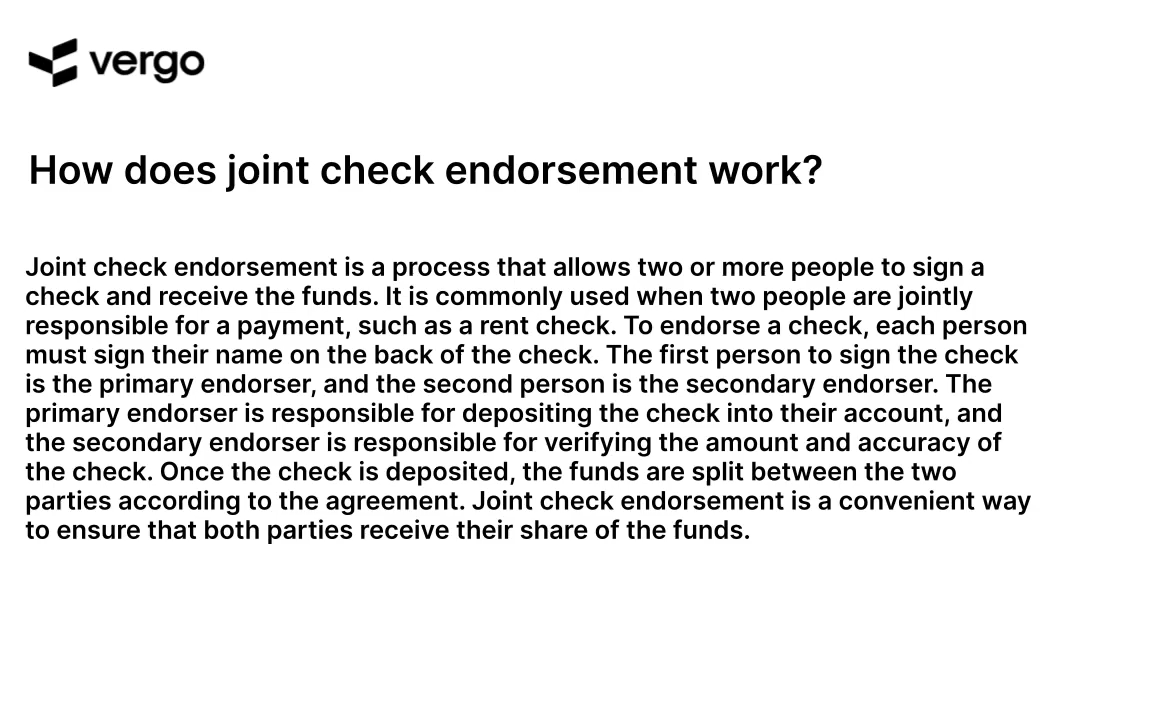 vergo
How does joint check endorsement work?
Joint check endorsement is a process that allows two or more people to sign a
check and receive the funds. It is commonly used when two people are jointly
responsible for a payment, such as a rent check. To endorse a check, each person
must sign their name on the back of the check. The first person to sign the check
is the primary endorser, and the second person is the secondary endorser. The
primary endorser is responsible for depositing the check into their account, and
the secondary endorser is responsible for verifying the amount and accuracy of
the check. Once the check is deposited, the funds are split between the two
parties according to the agreement. Joint check endorsement is a convenient way
to ensure that both parties receive their share of the funds.